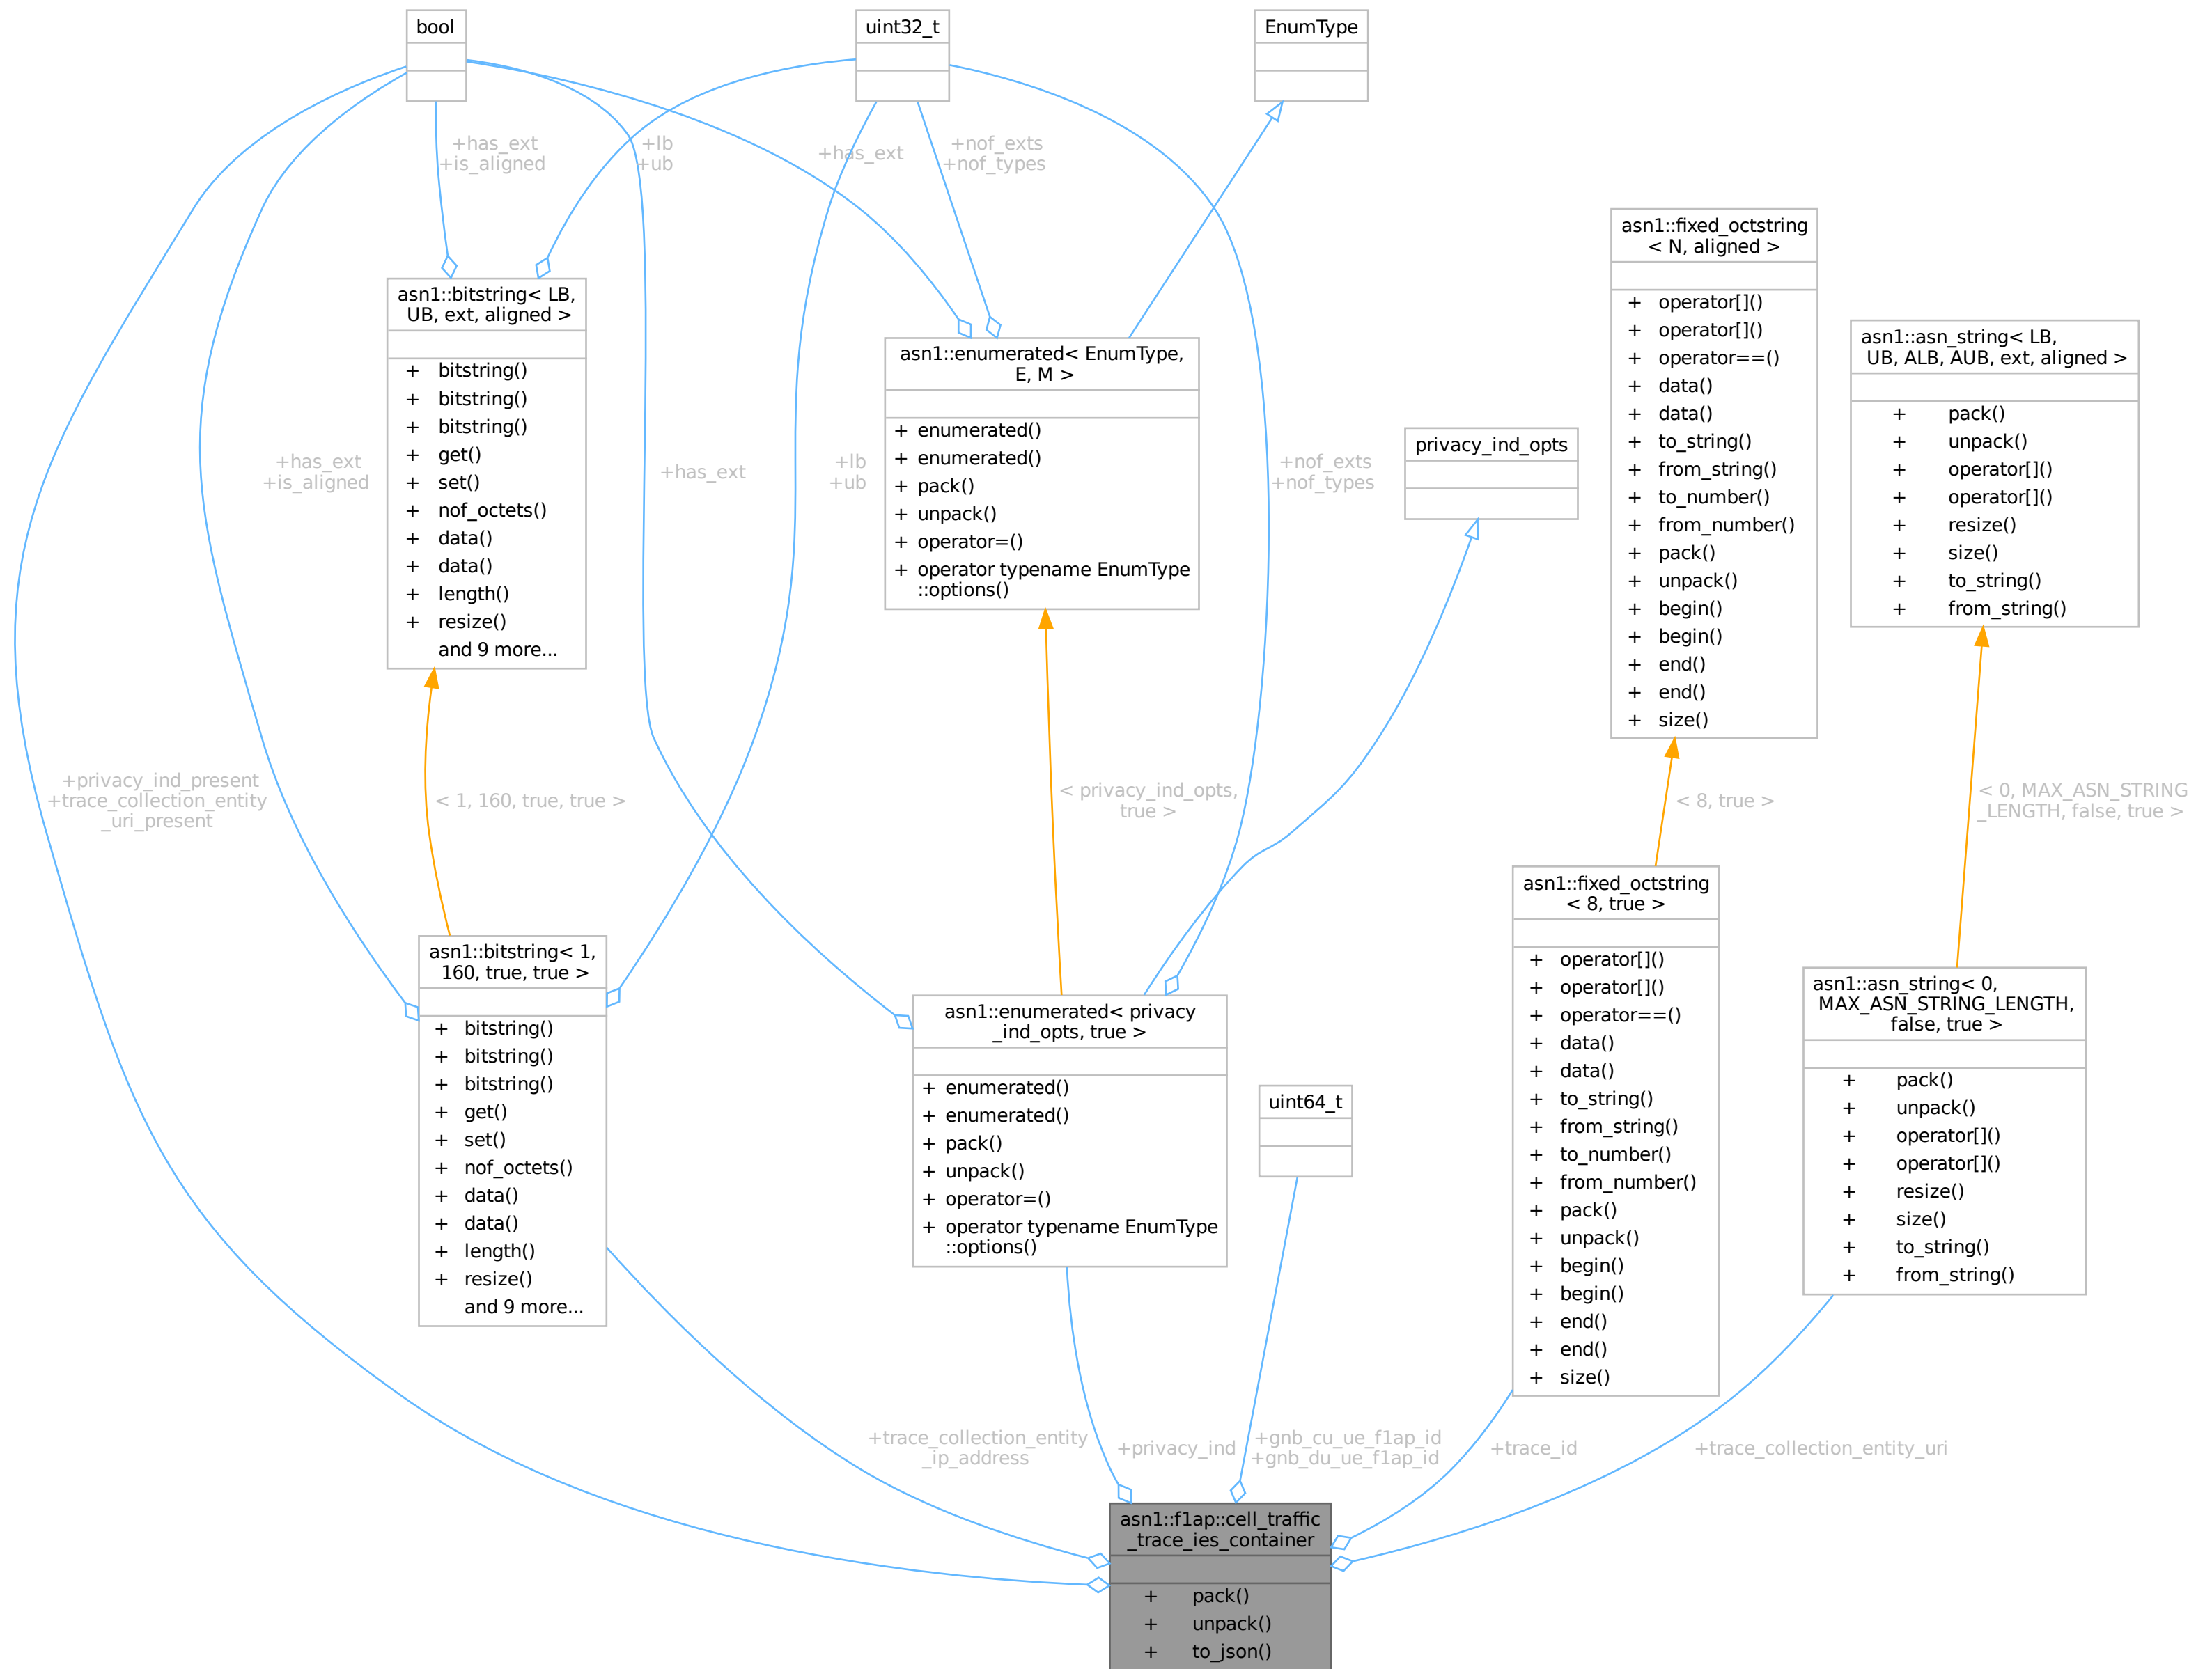 bool
uint32_t
EnumType
+has_ext
+is_aligned
+lb
+ub
+has_ext
+nof_exts
+nof_types
asn1::fixed_octstring
< N, aligned >
+ operator[]()
+ operator[]()
+ operator==()
+ data()
+ data()
+ to_string()
+ from_string()
+ to_number()
+ from_number()
+ pack()
+ unpack()
+ begin()
+ begin()
+ end()
+ end()
+ size()
asn1::bitstring< LB,
UB, ext, aligned >
+ bitstring()
+ bitstring()
+ bitstring()
+ get()
+ set()
+ nof_octets()
+ data()
+ data()
+ length()
+ resize()
and 9 more...
asn1::enumerated< EnumType,
E, M >
+ enumerated()
+ enumerated()
+ pack()
+ unpack()
+ operator=()
+ operator typename EnumType
::options()
asn1::asn_string< LB,
UB, ALB, AUB, ext, aligned >
+ pack()
+ unpack()
+ operator[]()
+ operator[]()
+ resize()
+ size()
+ to_string()
+ from_string()
privacy_ind_opts
+has_ext
+is_aligned
+has_ext
+lb
+ub
+nof_exts
+nof_types
+privacy_ind_present
+trace_collection_entity
_uri_present
< 1, 160, true, true >
< privacy_ind_opts,
true >
< 8, true >
< 0, MAX_ASN_STRING
_LENGTH, false, true >
asn1::bitstring< 1,
160, true, true >
+ bitstring()
+ bitstring()
+ bitstring()
+ get()
+ set()
+ nof_octets()
+ data()
+ data()
+ length()
+ resize()
and 9 more...
asn1::enumerated< privacy
_ind_opts, true >
+ enumerated()
+ enumerated()
+ pack()
+ unpack()
+ operator=()
+ operator typename EnumType
::options()
uint64_t
asn1::fixed_octstring
< 8, true >
+ operator[]()
+ operator[]()
+ operator==()
+ data()
+ data()
+ to_string()
+ from_string()
+ to_number()
+ from_number()
+ pack()
+ unpack()
+ begin()
+ begin()
+ end()
+ end()
+ size()
asn1::asn_string< 0,
MAX_ASN_STRING_LENGTH,
false, true >
+ pack()
+ unpack()
+ operator[]()
+ operator[]()
+ resize()
+ size()
+ to_string()
+ from_string()
+trace_collection_entity
_ip_address
+privacy_ind
+gnb_cu_ue_f1ap_id
+gnb_du_ue_f1ap_id
+trace_id
+trace_collection_entity_uri
asn1::f1ap::cell_traffic
_trace_ies_container
+ pack()
+ unpack()
+ to_json()